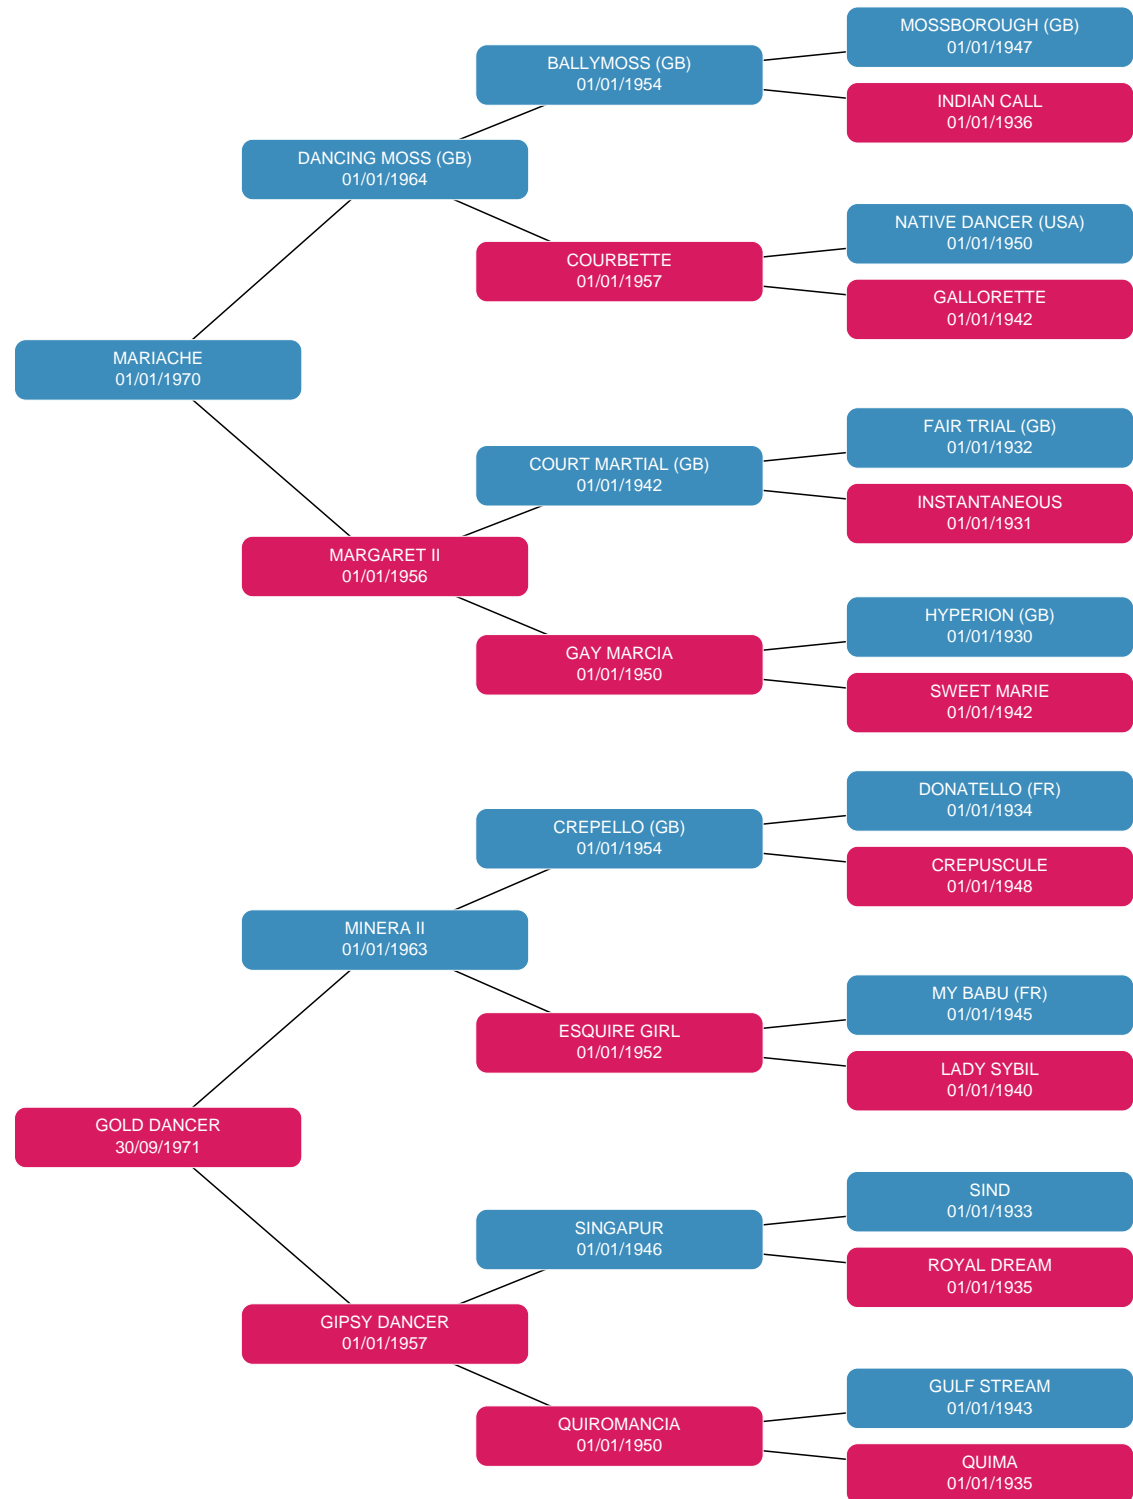 MOSSBOROUGH (GB)
01/01/1947
BALLYMOSS (GB)
01/01/1954
INDIAN CALL
01/01/1936
DANCING MOSS (GB)
01/01/1964
NATIVE DANCER (USA)
01/01/1950
COURBETTE
01/01/1957
GALLORETTE
01/01/1942
MARIACHE
01/01/1970
FAIR TRIAL (GB)
01/01/1932
COURT MARTIAL (GB)
01/01/1942
INSTANTANEOUS
01/01/1931
MARGARET II
01/01/1956
HYPERION (GB)
01/01/1930
GAY MARCIA
01/01/1950
SWEET MARIE
01/01/1942
DONATELLO (FR)
01/01/1934
CREPELLO (GB)
01/01/1954
CREPUSCULE
01/01/1948
MINERA II
01/01/1963
MY BABU (FR)
01/01/1945
ESQUIRE GIRL
01/01/1952
LADY SYBIL
01/01/1940
GOLD DANCER
30/09/1971
SIND
01/01/1933
SINGAPUR
01/01/1946
ROYAL DREAM
01/01/1935
GIPSY DANCER
01/01/1957
GULF STREAM
01/01/1943
QUIROMANCIA
01/01/1950
QUIMA
01/01/1935